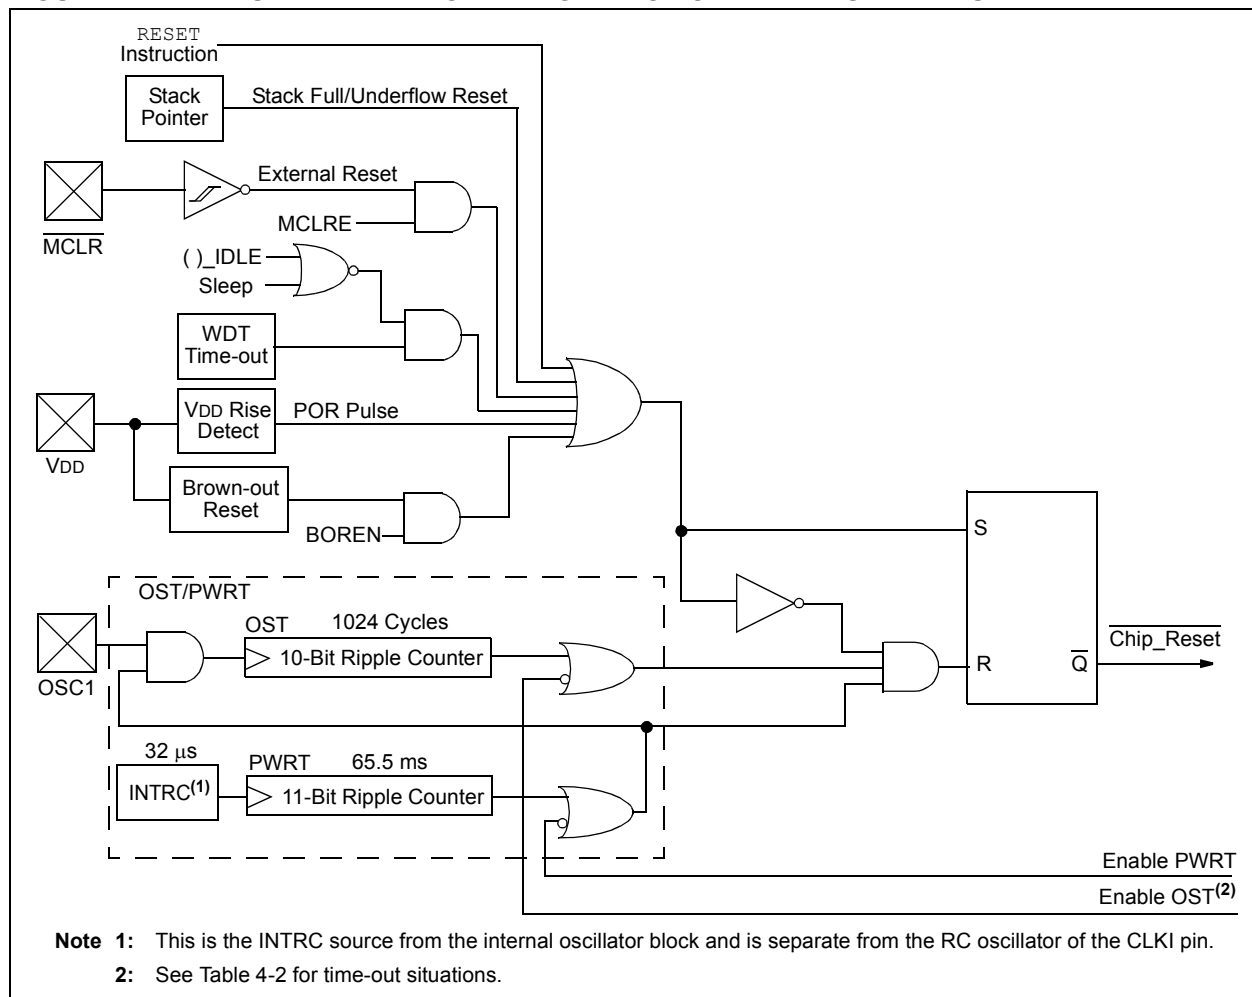 RESET
Instruction
Stack
Pointer
Stack Full/Underflow Reset
External Reset
MCLRE
MCLR
( )_IDLE
Sleep
WDT
Time-out
VDD Rise
Detect
POR Pulse
VDD
Brown-out
Reset
BOREN
S
OST/PWRT
OST
1024 Cycles
10-Bit Ripple Counter
OSC1
R
Q
Chip_Reset
32 μs
INTRC(1)
PWRT
65.5 ms
11-Bit Ripple Counter
Enable PWRT
Enable OST(2)
Note 1: This is the INTRC source from the internal oscillator block and is separate from the RC oscillator of the CLKI pin.
2: See Table 4-2 for time-out situations.